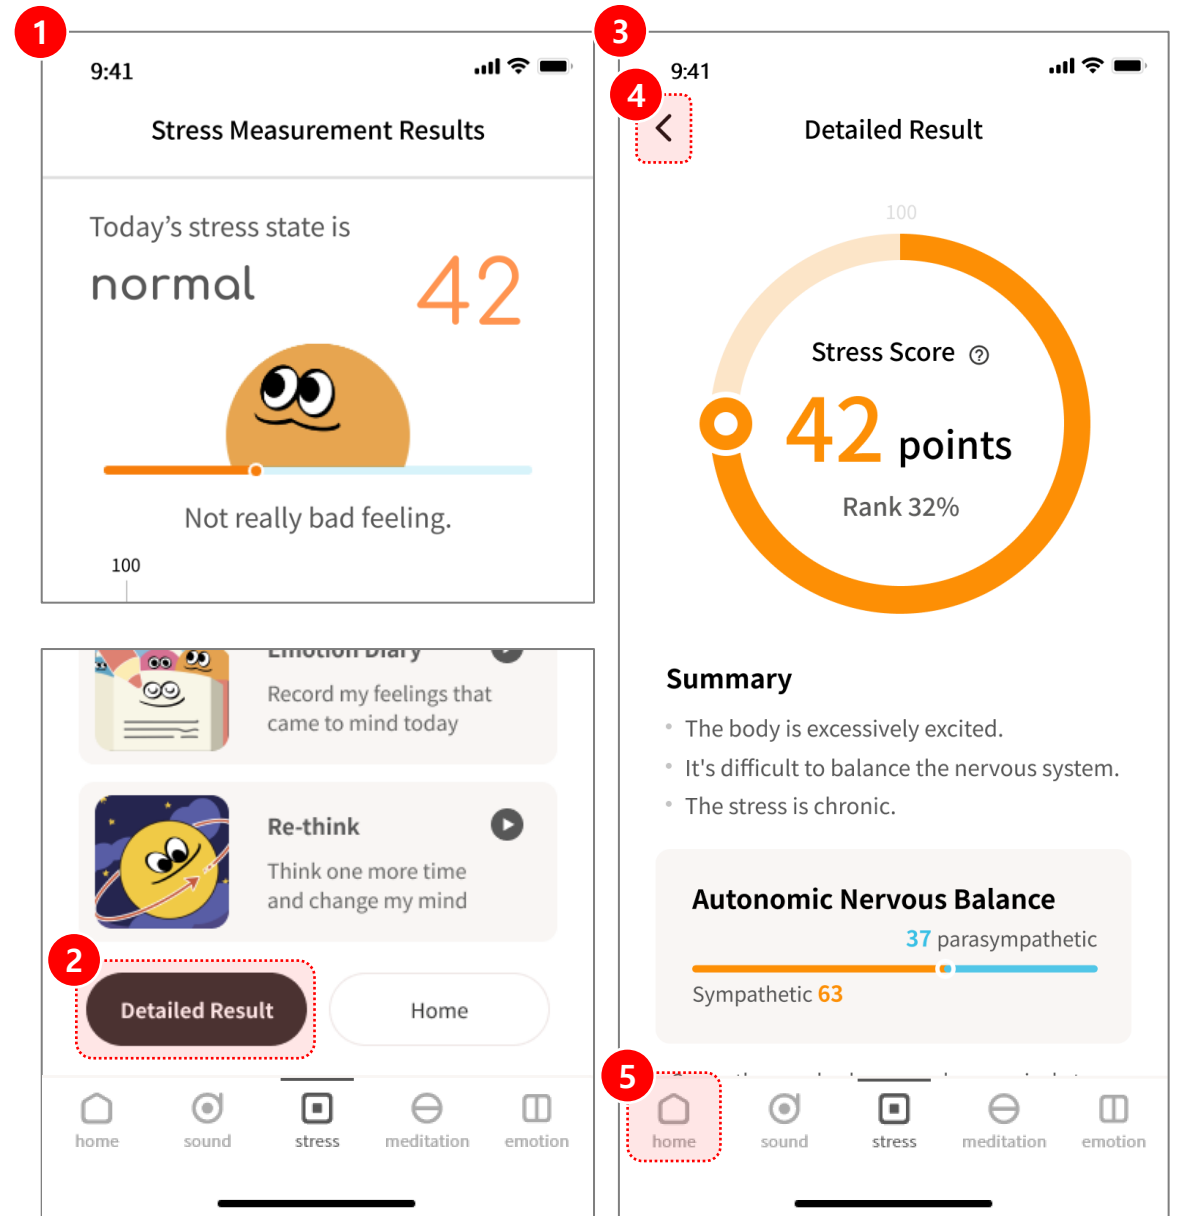 1
9:41
Stress Measurement Results
Today's stress state is
normal
42
Not really bad feeling.
100
Emotion Diary
Record my feelings that
came to mind today
Re-think
Think one more time
and change my mind
2
Detailed Result
Home
home
sound
stress
meditation
emotion
3
9:41
4
Detailed Result
100
Stress Score ?
42 points
Rank 32%
Summary
• The body is excessively excited.
• It's difficult to balance the nervous system.
• The stress is chronic.
Autonomic Nervous Balance
37 parasympathetic
Sympathetic 63
5
home
sound
stress
meditation
emotion